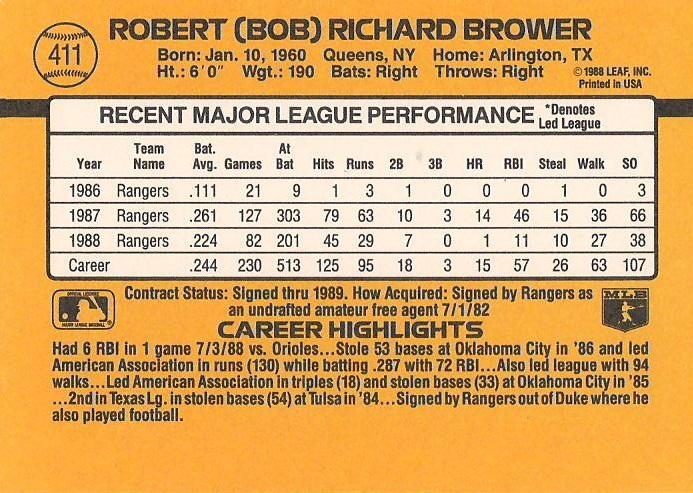 411
ROBERT (BOB) RICHARD BROWER
Born: Jan. 10, 1960 Queens, NY Home: Arlington, TX
Ht.: 6'0" Wgt.: 190 Bats: Right Throws: Right
©1988 LEAF, INC.
Printed in USA
RECENT MAJOR LEAGUE PERFORMANCE *Denotes Led League
Year Team Name Bat. Avg. Games At Bat Hits Runs 2B 3B HR RBI Steal Walk SO
1986 Rangers .111 21 9 1 3 1 0 0 0 1 0 3
1987 Rangers .261 127 303 79 63 10 3 14 46 15 36 66
1988 Rangers .224 82 201 45 29 7 0 1 11 10 27 38
Career .244 230 513 125 95 18 3 15 57 26 63 107
OFFICIAL LICENSEE
MAJOR LEAGUE BASEBALL
Contract Status: Signed thru 1989. How Acquired: Signed by Rangers as
an undrafted amateur free agent 7/1/82
MLB
CAREER HIGHLIGHTS
Had 6 RBI in 1 game 7/3/88 vs. Orioles...Stole 53 bases at Oklahoma City in '86 and led
American Association in runs (130) while batting .287 with 72 RBI...Also led league with 94
walks...Led American Association in triples (18) and stolen bases (33) at Oklahoma City in '85
...2nd in Texas Lg. in stolen bases (54) at Tulsa in '84...Signed by Rangers out of Duke where he
also played football.